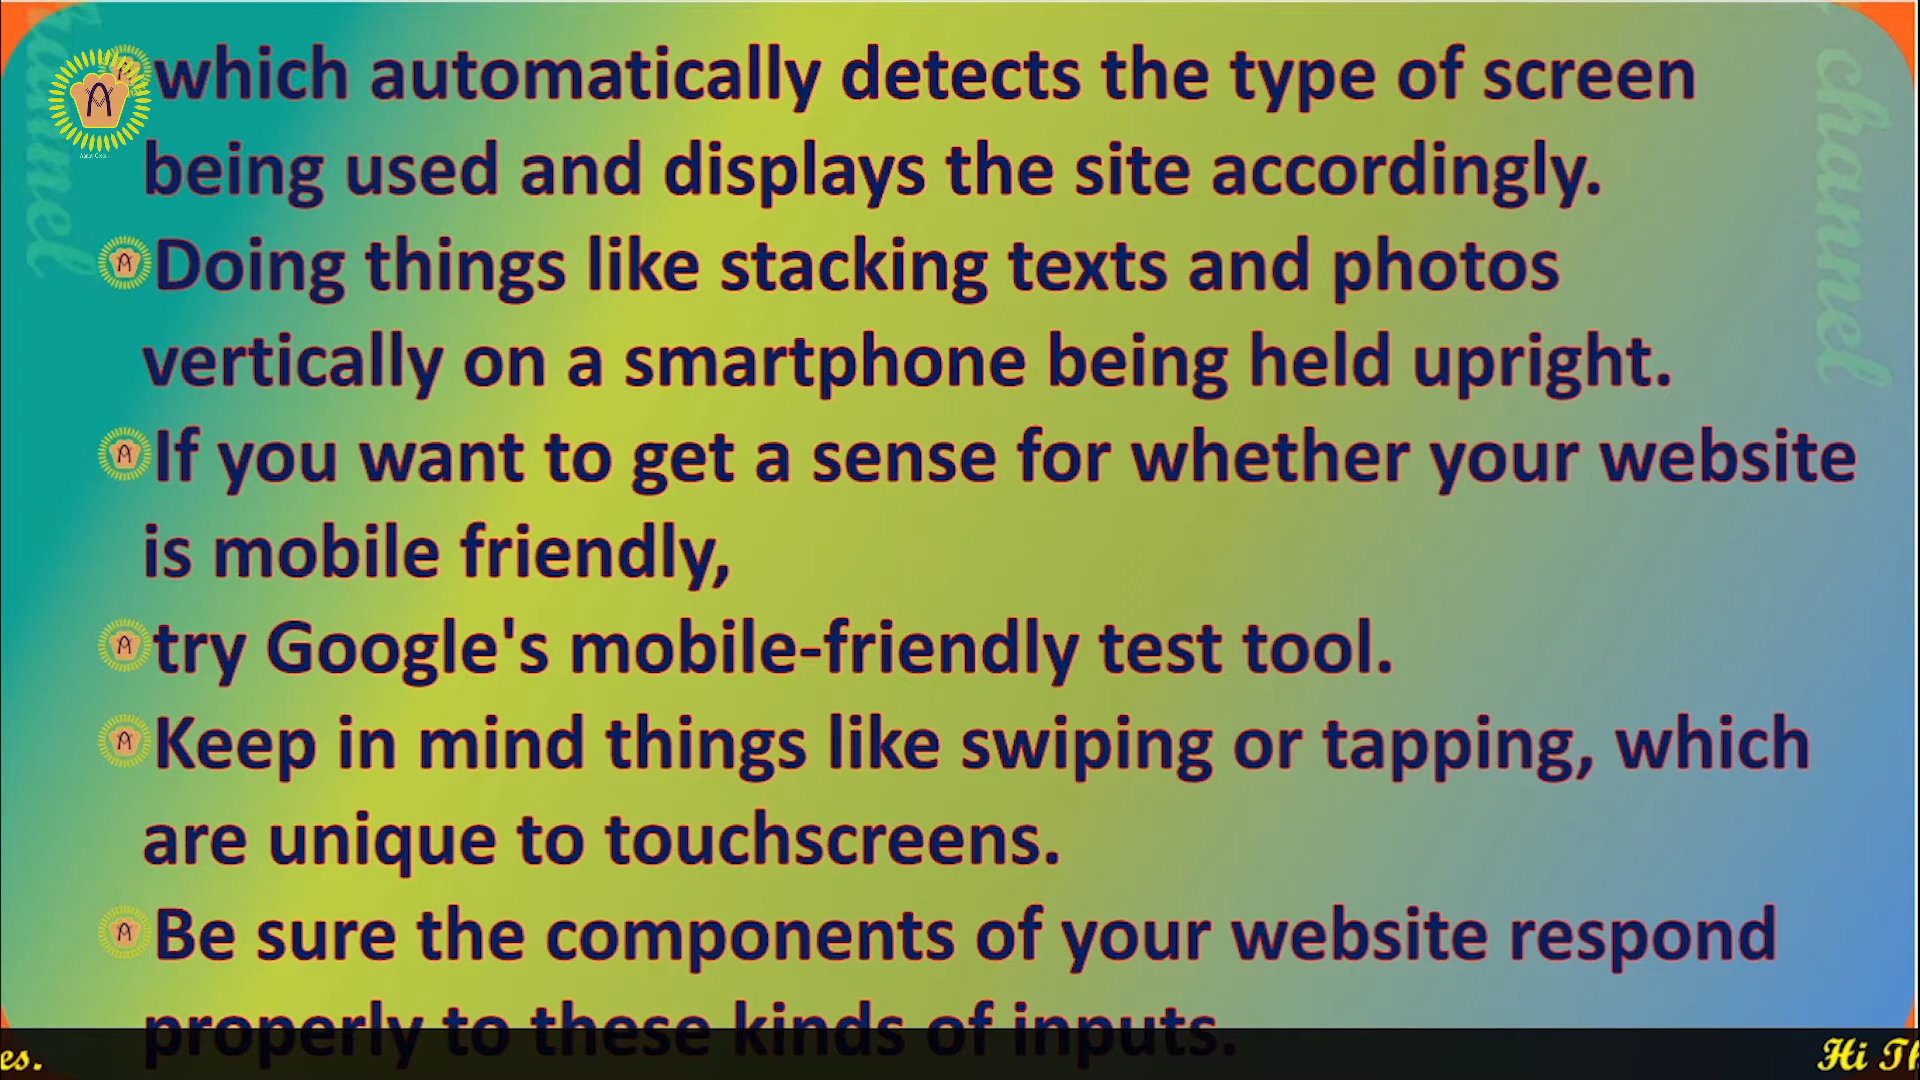 which automatically detects the type of screen
being used and displays the site accordingly.
Doing things like stacking texts and photos
vertically on a smartphone being held upright.
If you want to get a sense for whether your website
is mobile friendly,
try Google's mobile-friendly test tool.
Keep in mind things like swiping or tapping, which
are unique to touchscreens.
Be sure the components of your website respond
properly to these kinds of inputs.
es.
Hi Th
channel
channel
A